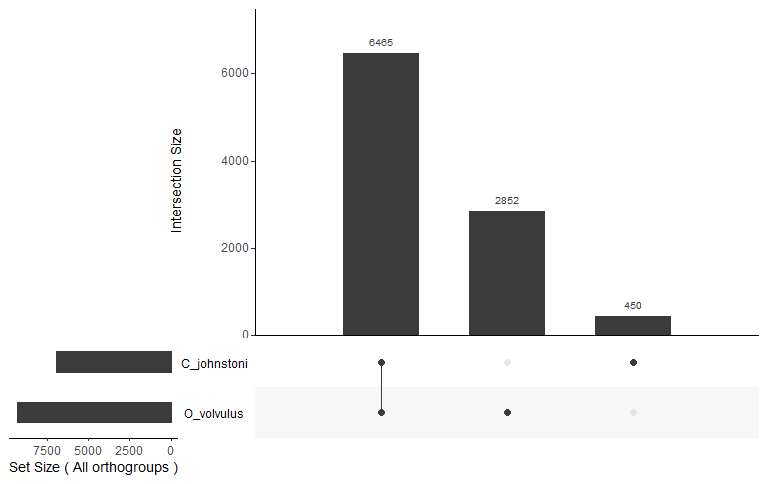 6465
6000
2852
4000
Intersection Size
2000
450
0
C_johnstoni
O_volvulus
7500 5000 2500 0
Set Size ( All orthogroups )